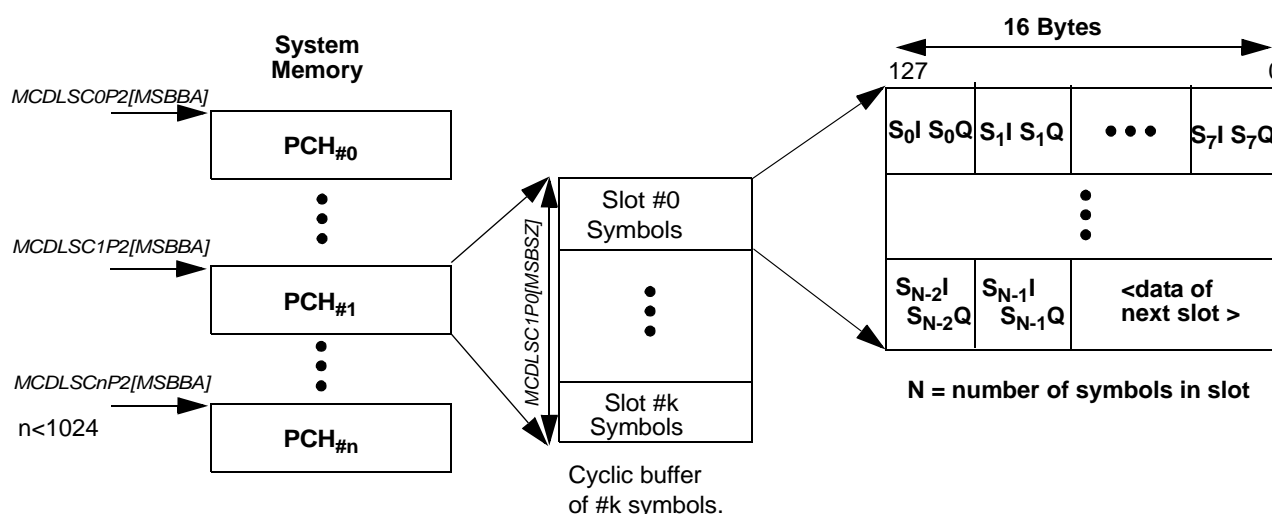 System
Memory
MCDLSC0P2[MSBBA]
PCH#0
MCDLSC1P2[MSBBA]
PCH#1
MCDLSCnP2[MSBBA]
n<1024
PCH#n
MCDLSC1P0[MSBSZ]
Slot #0
Symbols
Slot #k
Symbols
Cyclic buffer
of #k symbols.
16 Bytes
127
S0I S0Q
S1I S1Q
S7I S7Q
SN-2I
SN-2Q
SN-1I
SN-1Q
<data of
next slot >
N = number of symbols in slot